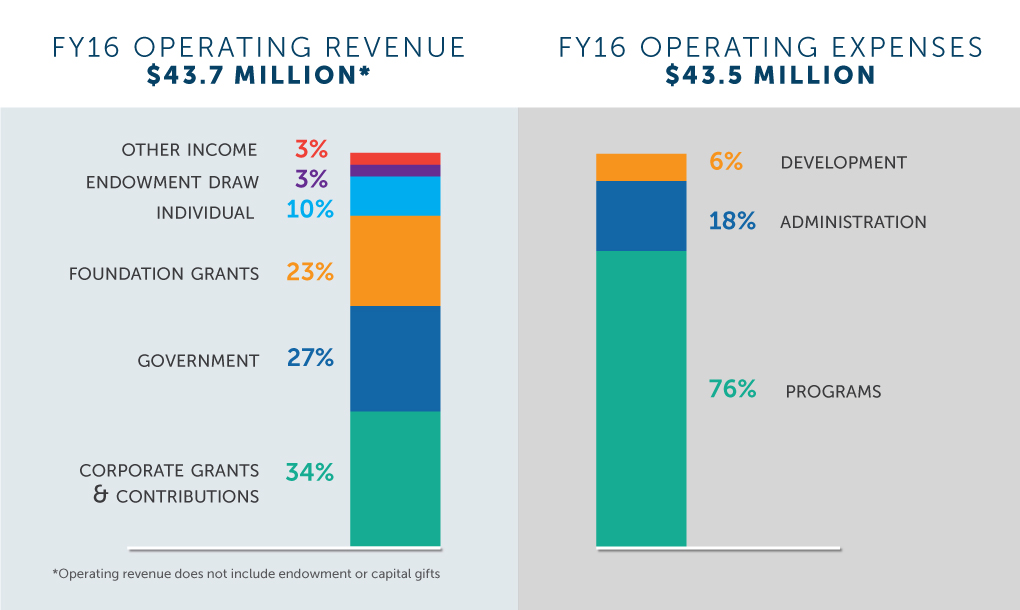 FY16 OPERATING REVENUE
$43.7 MILLION*
OTHER INCOME 3%
ENDOWMENT DRAW 3%
INDIVIDUAL 10%
FOUNDATION GRANTS 23%
GOVERNMENT 27%
CORPORATE GRANTS
& CONTRIBUTIONS 34%
*Operating revenue does not include endowment or capital gifts
FY16 OPERATING EXPENSES
$43.5 MILLION
6% DEVELOPMENT
18% ADMINISTRATION
76% PROGRAMS